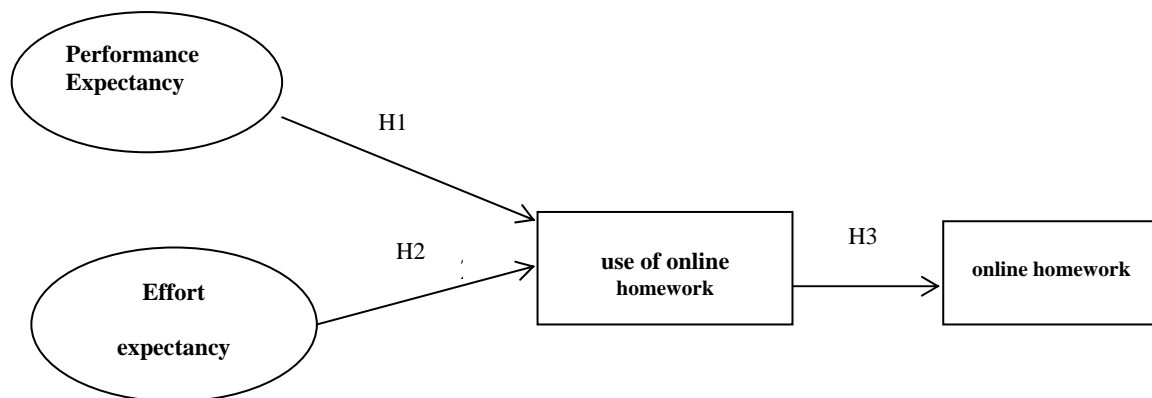 Performance
Expectancy
H1
H2
Effort
expectancy
use of online
homework
H3
online homework